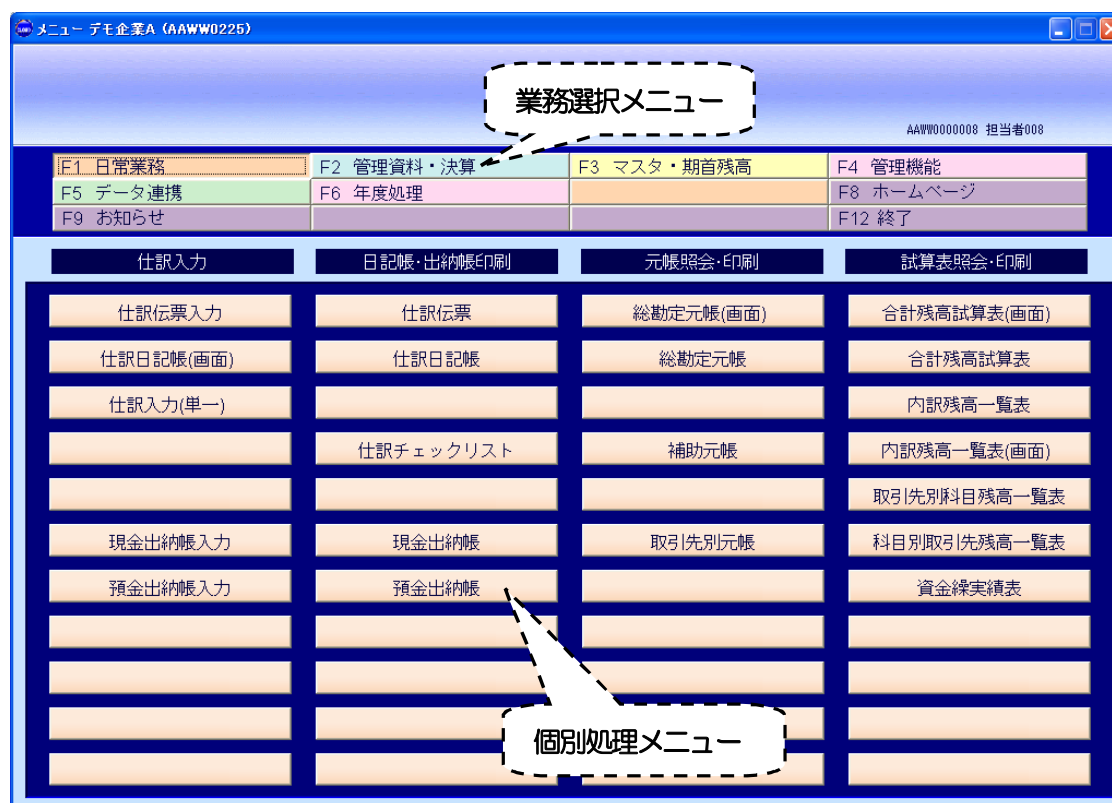 メニュー デモ企業A (AAWW0225)
業務選択メニュー
AAWW0000008 担当者008
F1 日常業務 F2 管理資料・決算 F3 マスタ・期首残高 F4 管理機能
F5 データ連携 F6 年度処理 F8 ホームページ
F9 お知らせ F12 終了
仕訳入力 日記帳・出納帳印刷 元帳照会・印刷 試算表照会・印刷
仕訳伝票入力 仕訳伝票 総勘定元帳(画面) 合計残高試算表(画面)
仕訳日記帳(画面) 仕訳日記帳 総勘定元帳 合計残高試算表
仕訳入力(単一) 内訳残高一覧表
仕訳チェックリスト 補助元帳 内訳残高一覧表(画面)
取引先別科目残高一覧表
現金出納帳入力 現金出納帳 取引先別元帳 科目別取引先残高一覧表
預金出納帳入力 預金出納帳 資金繰実績表
個別処理メニュー